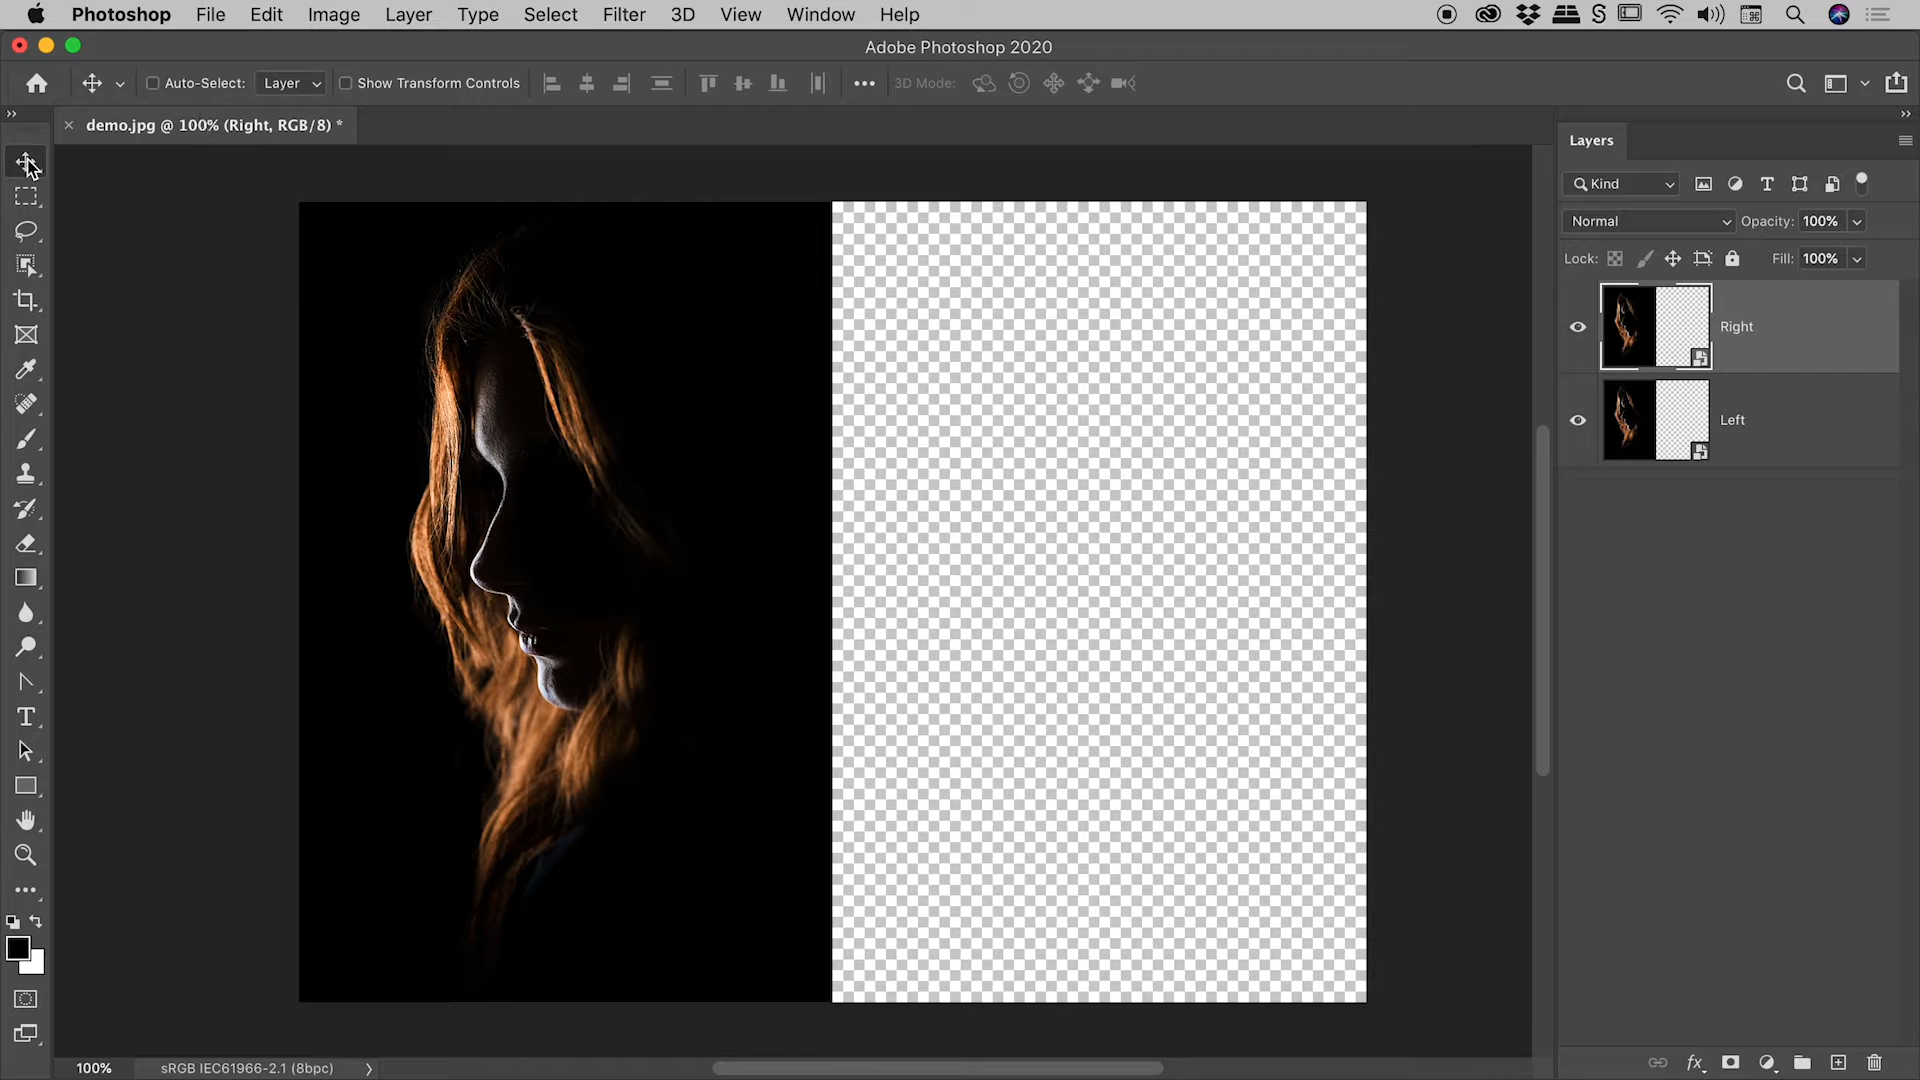 Photoshop File Edit Image Layer Type Select Filter 3D View Window Help
Adobe Photoshop 2020
Auto-Select: Layer Show Transform Controls 3D Mode:
demo.jpg @ 100% (Right, RGB/8) *
Layers
Kind
Normal Opacity: 100%
Lock: Fill: 100%
Right
Left
100% sRGB IEC61966-2.1 (8bpc)